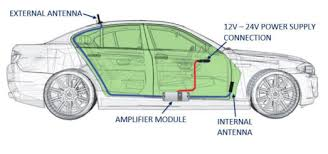 EXTERNAL ANTENNA
12V – 24V POWER SUPPLY
CONNECTION
AMPLIFIER MODULE
INTERNAL
ANTENNA